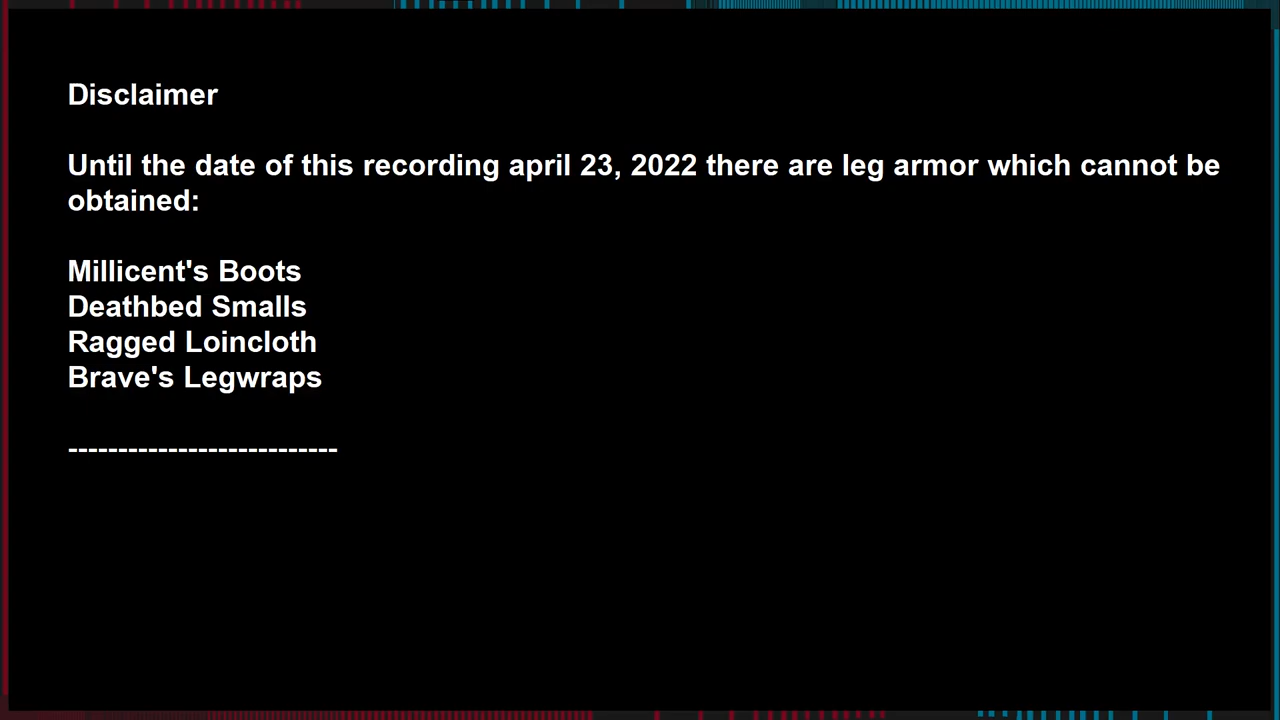 Disclaimer
Until the date of this recording april 23, 2022 there are leg armor which cannot be
obtained:
Millicent's Boots
Deathbed Smalls
Ragged Loincloth
Brave's Legwraps
---------------------------